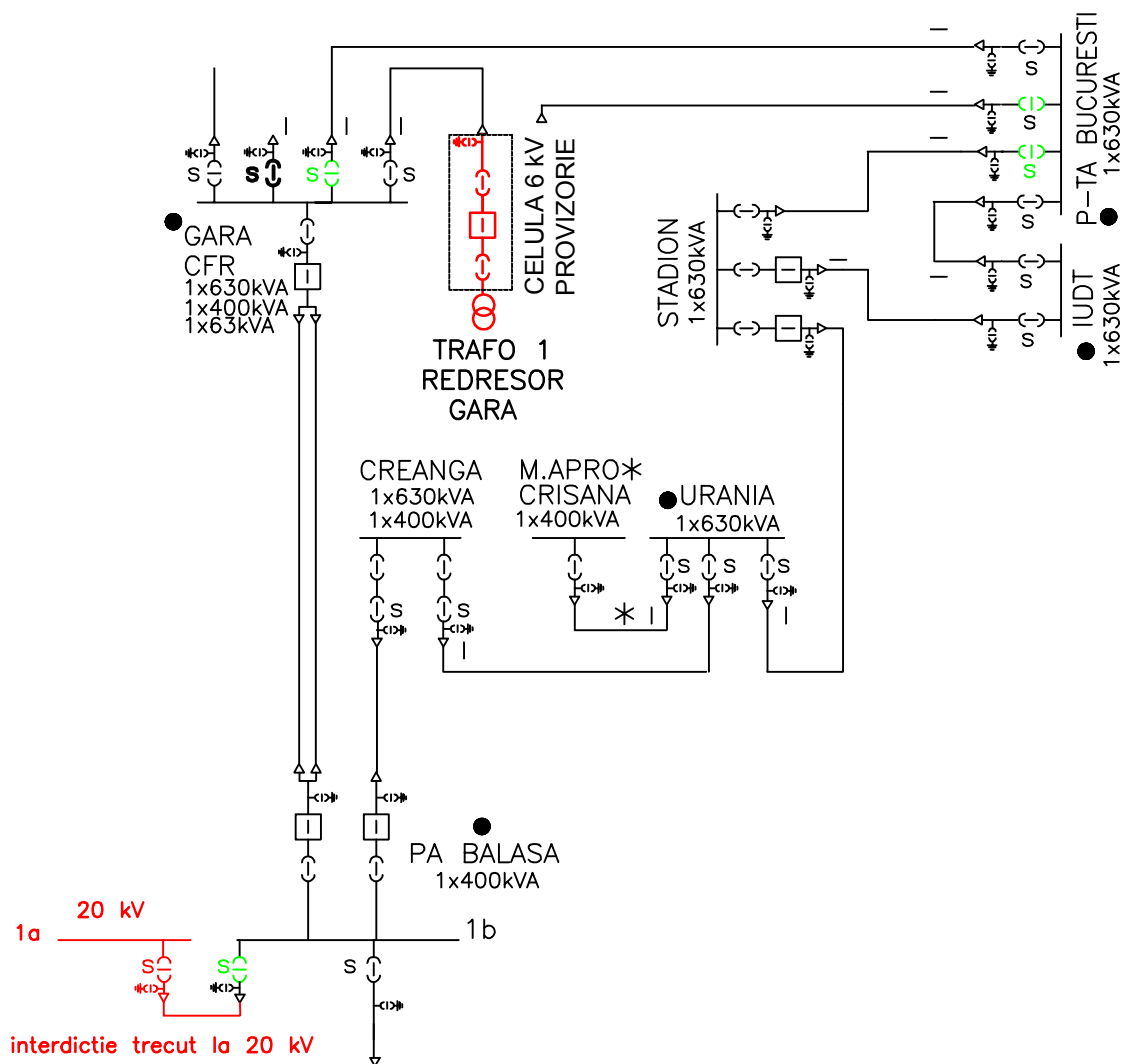 P-TA BUCURESTI
1x630kVA
S
S
S
S
S
S
IUDT
1x630kVA
STADION
1x630kVA
CELULA 6 kV
PROVIZORIE
S
S
S
S
GARA
CFR
1x630kVA
1x400kVA
1x63kVA
TRAFO 1
REDRESOR
GARA
CREANGA
1x630kVA
1x400kVA
M.APRO*
CRISANA
1x400kVA
URANIA
1x630kVA
S
S
S
S
S
*
PA BALASA
1x400kVA
20 kV
1a
1b
S
S
S
interdictie trecut la 20 kV